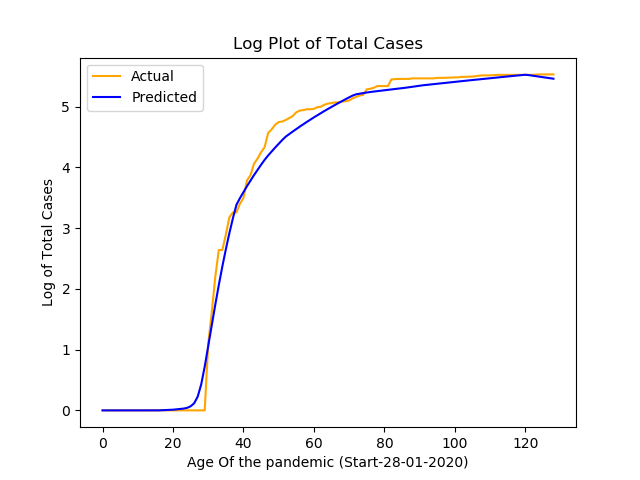 Log Plot of Total Cases
Actual
Predicted
Log of Total Cases
5
4
3
2
1
0
0 20 40 60 80 100 120
Age Of the pandemic (Start-28-01-2020)